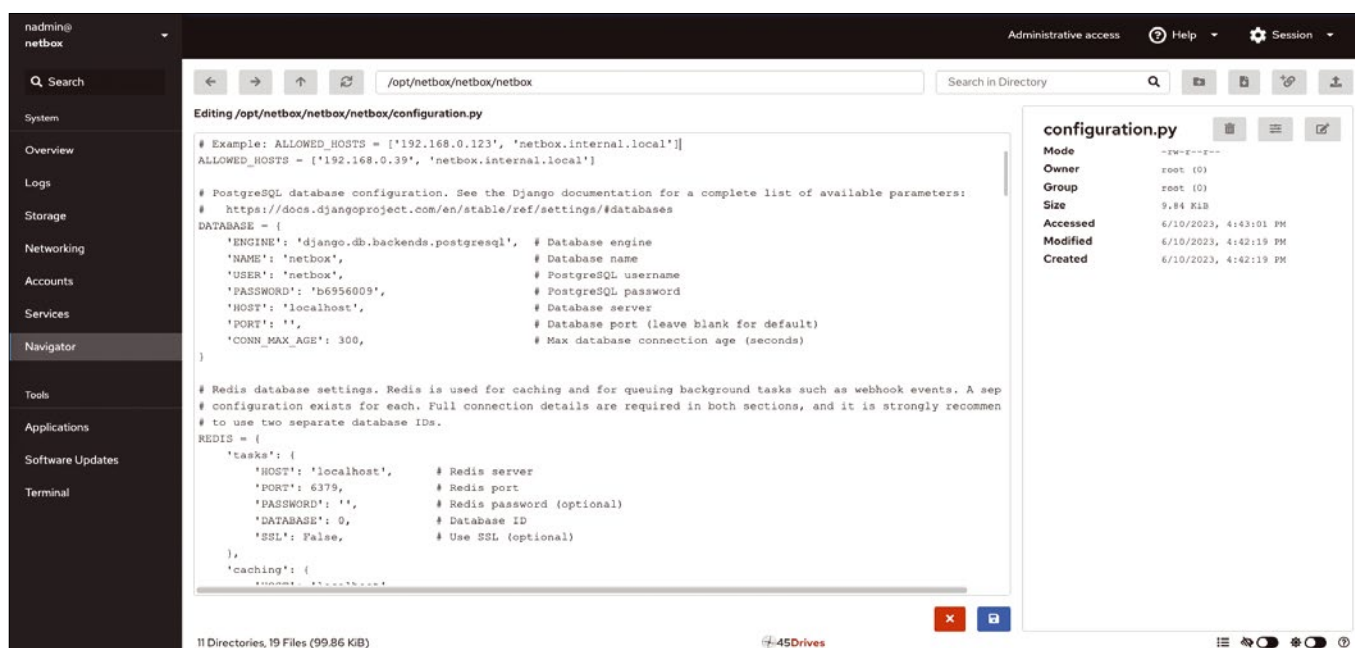 nadmin@
netbox
Administrative access
Help
Session
Search
System
Overview
Logs
Storage
Networking
Accounts
Services
Navigator
Tools
Applications
Software Updates
Terminal
/opt/netbox/netbox/netbox
Search in Directory
Editing /opt/netbox/netbox/netbox/configuration.py
# Example: ALLOWED_HOSTS = ['192.168.0.123', 'netbox.internal.local']
ALLOWED_HOSTS = ['192.168.0.39', 'netbox.internal.local']
# PostgreSQL database configuration. See the Django documentation for a complete list of available parameters:
#   https://docs.djangoproject.com/en/stable/ref/settings/#databases
DATABASE = {
    'ENGINE': 'django.db.backends.postgresql',  # Database engine
    'NAME': 'netbox',                           # Database name
    'USER': 'netbox',                           # PostgreSQL username
    'PASSWORD': 'b6956009',                     # PostgreSQL password
    'HOST': 'localhost',                        # Database server
    'PORT': '',                                 # Database port (leave blank for default)
    'CONN_MAX_AGE': 300,                        # Max database connection age (seconds)
}
# Redis database settings. Redis is used for caching and for queuing background tasks such as webhook events. A sep
# configuration exists for each. Full connection details are required in both sections, and it is strongly recommen
# to use two separate database IDs.
REDIS = {
    'tasks': {
        'HOST': 'localhost',      # Redis server
        'PORT': 6379,             # Redis port
        'PASSWORD': '',           # Redis password (optional)
        'DATABASE': 0,            # Database ID
        'SSL': False,             # Use SSL (optional)
    },
    'caching': {
configuration.py
Mode -rw-r--r--
Owner root (0)
Group root (0)
Size 9.84 KiB
Accessed 6/10/2023, 4:43:01 PM
Modified 6/10/2023, 4:42:19 PM
Created 6/10/2023, 4:42:19 PM
11 Directories, 19 Files (99.86 KiB)
45Drives